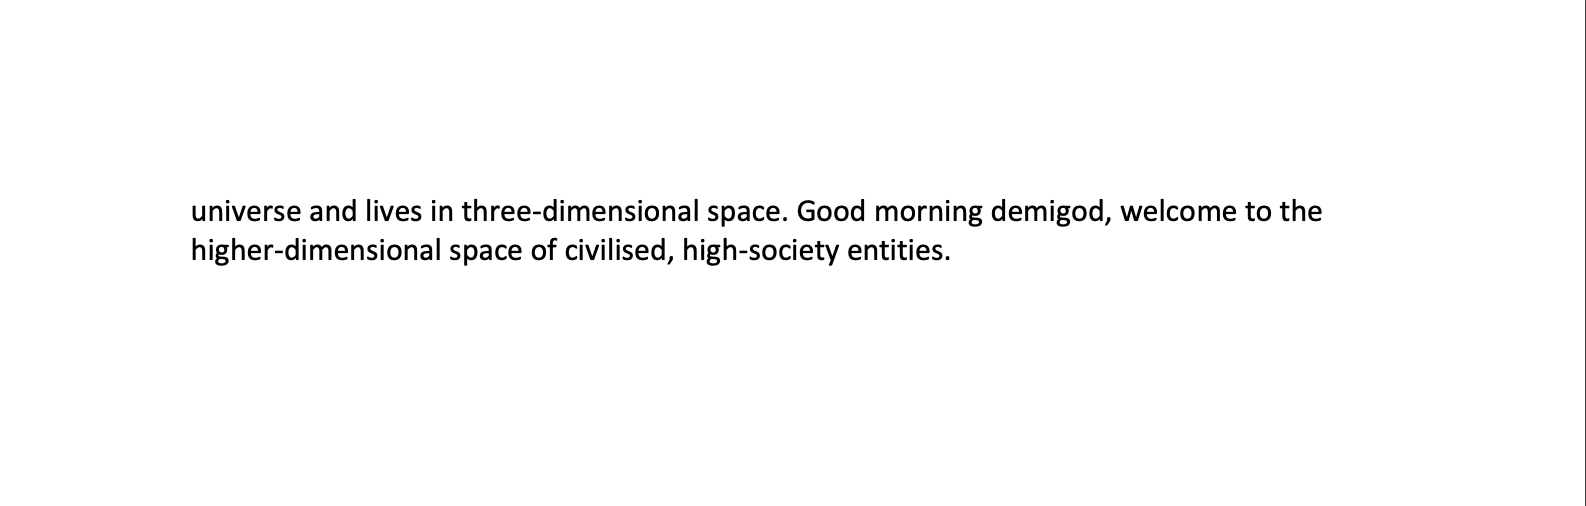 universe and lives in three-dimensional space. Good morning demigod, welcome to the
higher-dimensional space of civilised, high-society entities.